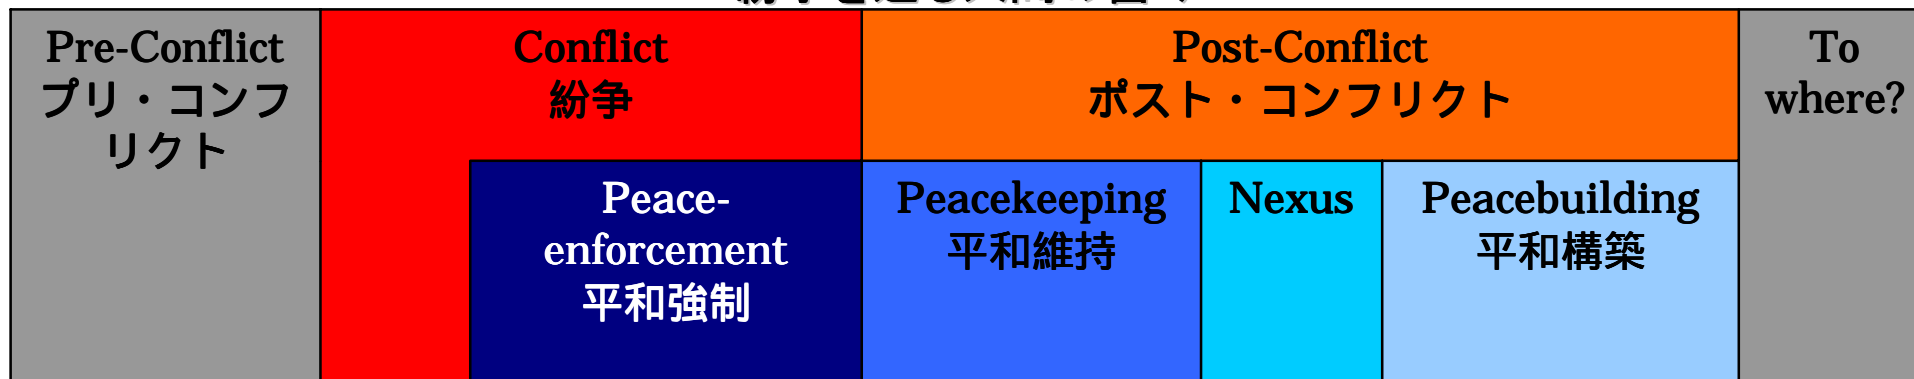 Pre-Conflict
プリ・コンフ
リクト
Conflict
紛争
Post-Conflict
ポスト・コンフリクト
To
where?
Peace-
enforcement
平和強制
Peacekeeping
平和維持
Nexus
Peacebuilding
平和構築